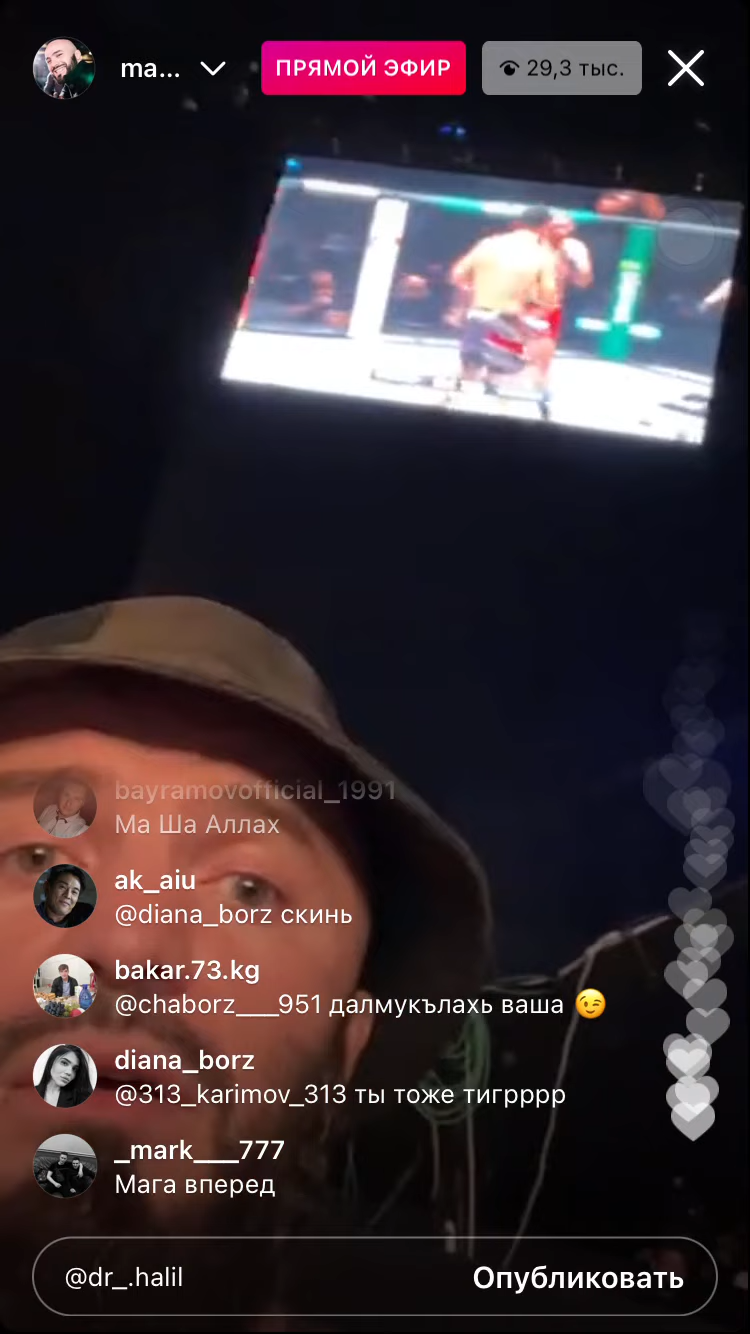 ma...
ПРЯМОЙ ЭФИР
29,3 тыс.
bayramovofficial_1991
Ма Ша Аллах
ak_aiu
@diana_borz скинь
bakar.73.kg
@chaborz___951 далмукълахь ваша 😉
diana_borz
@313_karimov_313 ты тоже тигрррр
_mark___777
Мага вперед
@dr_.halil
Опубликовать